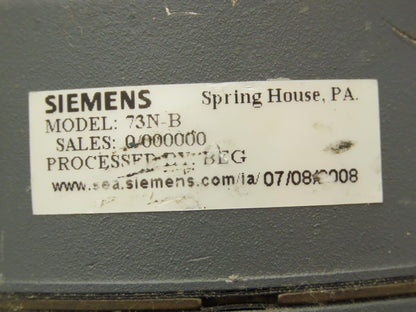 SIEMENS Spring House, PA.
MODEL: 73N-B
SALES: 0/000000
PROCESSED BY: BEG
www.sea.siemens.com/ia/ 07/08/2008